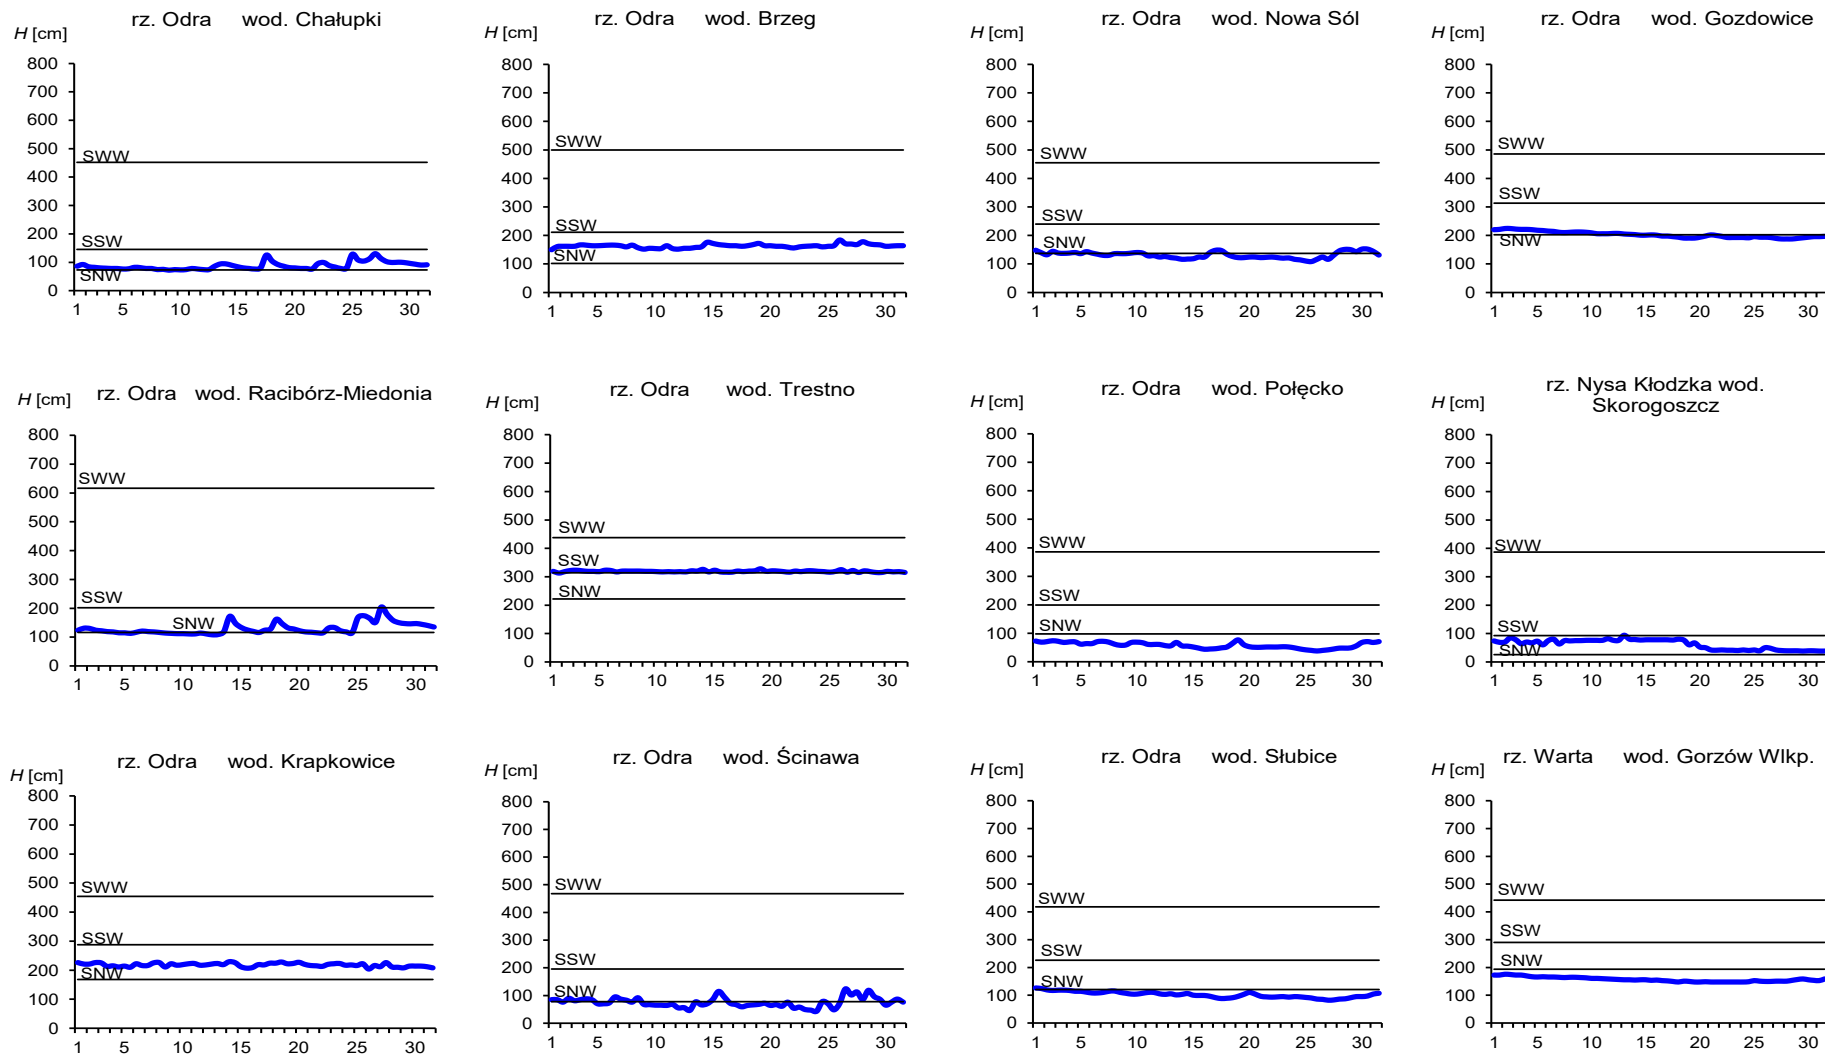 rz. Odra wod. Chałupki
H [cm]
800
700
600
500
400
300
200
100
0
SWW
SSW
SNW
1 5 10 15 20 25 30
rz. Odra wod. Brzeg
H [cm]
800
700
600
500
400
300
200
100
0
SWW
SSW
SNW
1 5 10 15 20 25 30
rz. Odra wod. Nowa Sól
H [cm]
800
700
600
500
400
300
200
100
0
SWW
SSW
SNW
1 5 10 15 20 25 30
rz. Odra wod. Gozdowice
H [cm]
800
700
600
500
400
300
200
100
0
SWW
SSW
SNW
1 5 10 15 20 25 30
rz. Odra wod. Racibórz-Miedonia
H [cm]
800
700
600
500
400
300
200
100
0
SWW
SSW
SNW
1 5 10 15 20 25 30
rz. Odra wod. Trestno
H [cm]
800
700
600
500
400
300
200
100
0
SWW
SSW
SNW
1 5 10 15 20 25 30
rz. Odra wod. Połęcko
H [cm]
800
700
600
500
400
300
200
100
0
SWW
SSW
SNW
1 5 10 15 20 25 30
rz. Nysa Kłodzka wod.
Skorogoszcz
H [cm]
800
700
600
500
400
300
200
100
0
SWW
SSW
SNW
1 5 10 15 20 25 30
rz. Odra wod. Krapkowice
H [cm]
800
700
600
500
400
300
200
100
0
SWW
SSW
SNW
1 5 10 15 20 25 30
rz. Odra wod. Ścinawa
H [cm]
800
700
600
500
400
300
200
100
0
SWW
SSW
SNW
1 5 10 15 20 25 30
rz. Odra wod. Słubice
H [cm]
800
700
600
500
400
300
200
100
0
SWW
SSW
SNW
1 5 10 15 20 25 30
rz. Warta wod. Gorzów Wlkp.
H [cm]
800
700
600
500
400
300
200
100
0
SWW
SSW
SNW
1 5 10 15 20 25 30